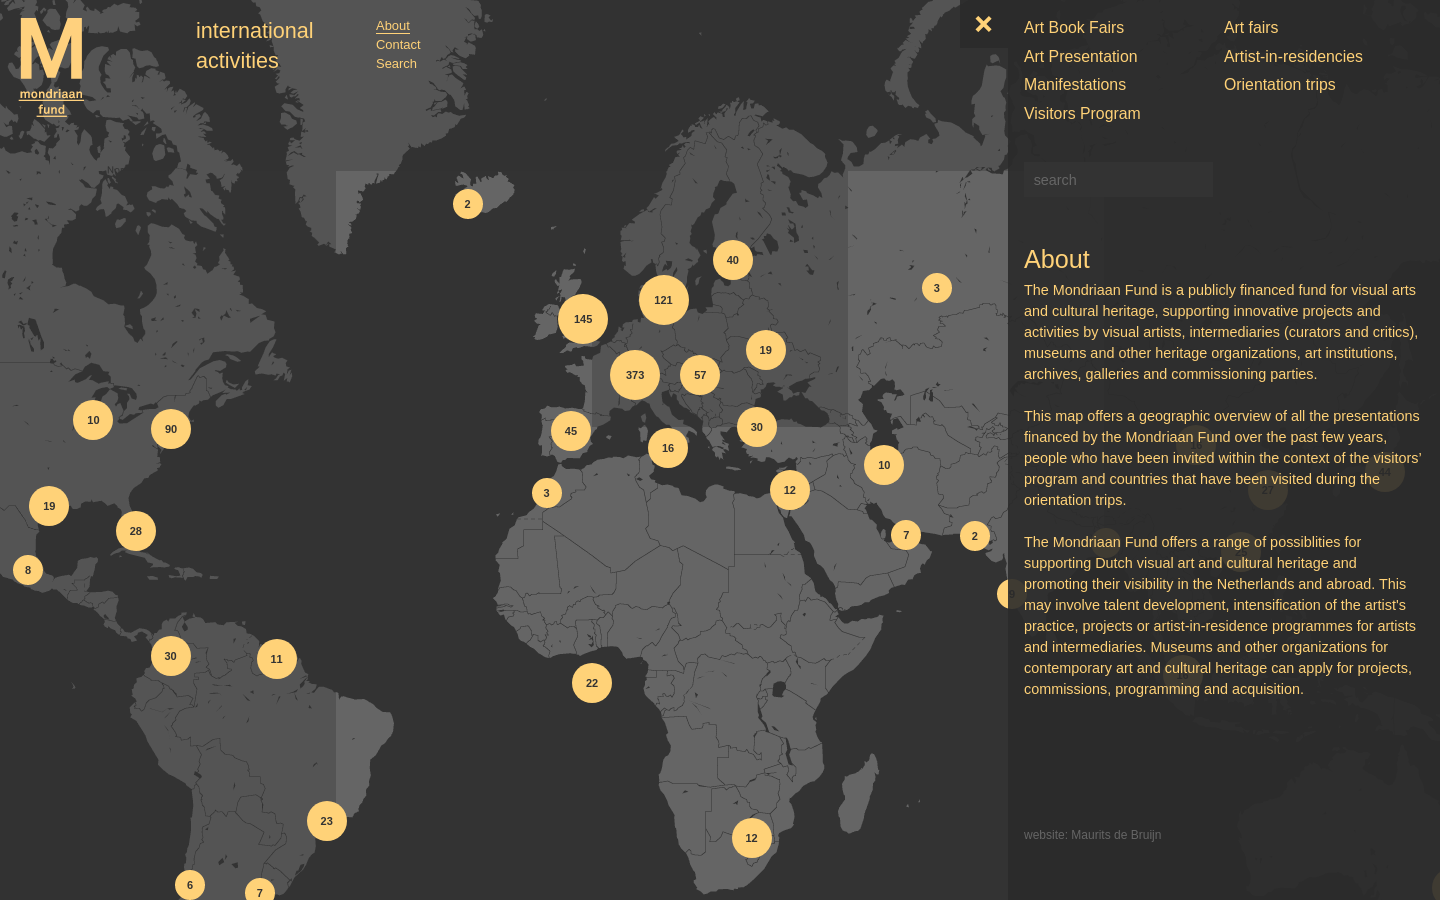 M
mondriaan
fund
international
activities
About
Contact
Search
×
Art Book Fairs
Art Presentation
Manifestations
Visitors Program
Art fairs
Artist-in-residencies
Orientation trips
search
About
The Mondriaan Fund is a publicly financed fund for visual arts
and cultural heritage, supporting innovative projects and
activities by visual artists, intermediaries (curators and critics),
museums and other heritage organizations, art institutions,
archives, galleries and commissioning parties.
This map offers a geographic overview of all the presentations
financed by the Mondriaan Fund over the past few years,
people who have been invited within the context of the visitors’
program and countries that have been visited during the
orientation trips.
The Mondriaan Fund offers a range of possiblities for
supporting Dutch visual art and cultural heritage and
promoting their visibility in the Netherlands and abroad. This
may involve talent development, intensification of the artist's
practice, projects or artist-in-residence programmes for artists
and intermediaries. Museums and other organizations for
contemporary art and cultural heritage can apply for projects,
commissions, programming and acquisition.
website: Maurits de Bruijn
2
40
3
121
145
19
373
57
10
90
45
30
16
10
3
12
19
28
7
2
8
30
11
22
23
12
6
7